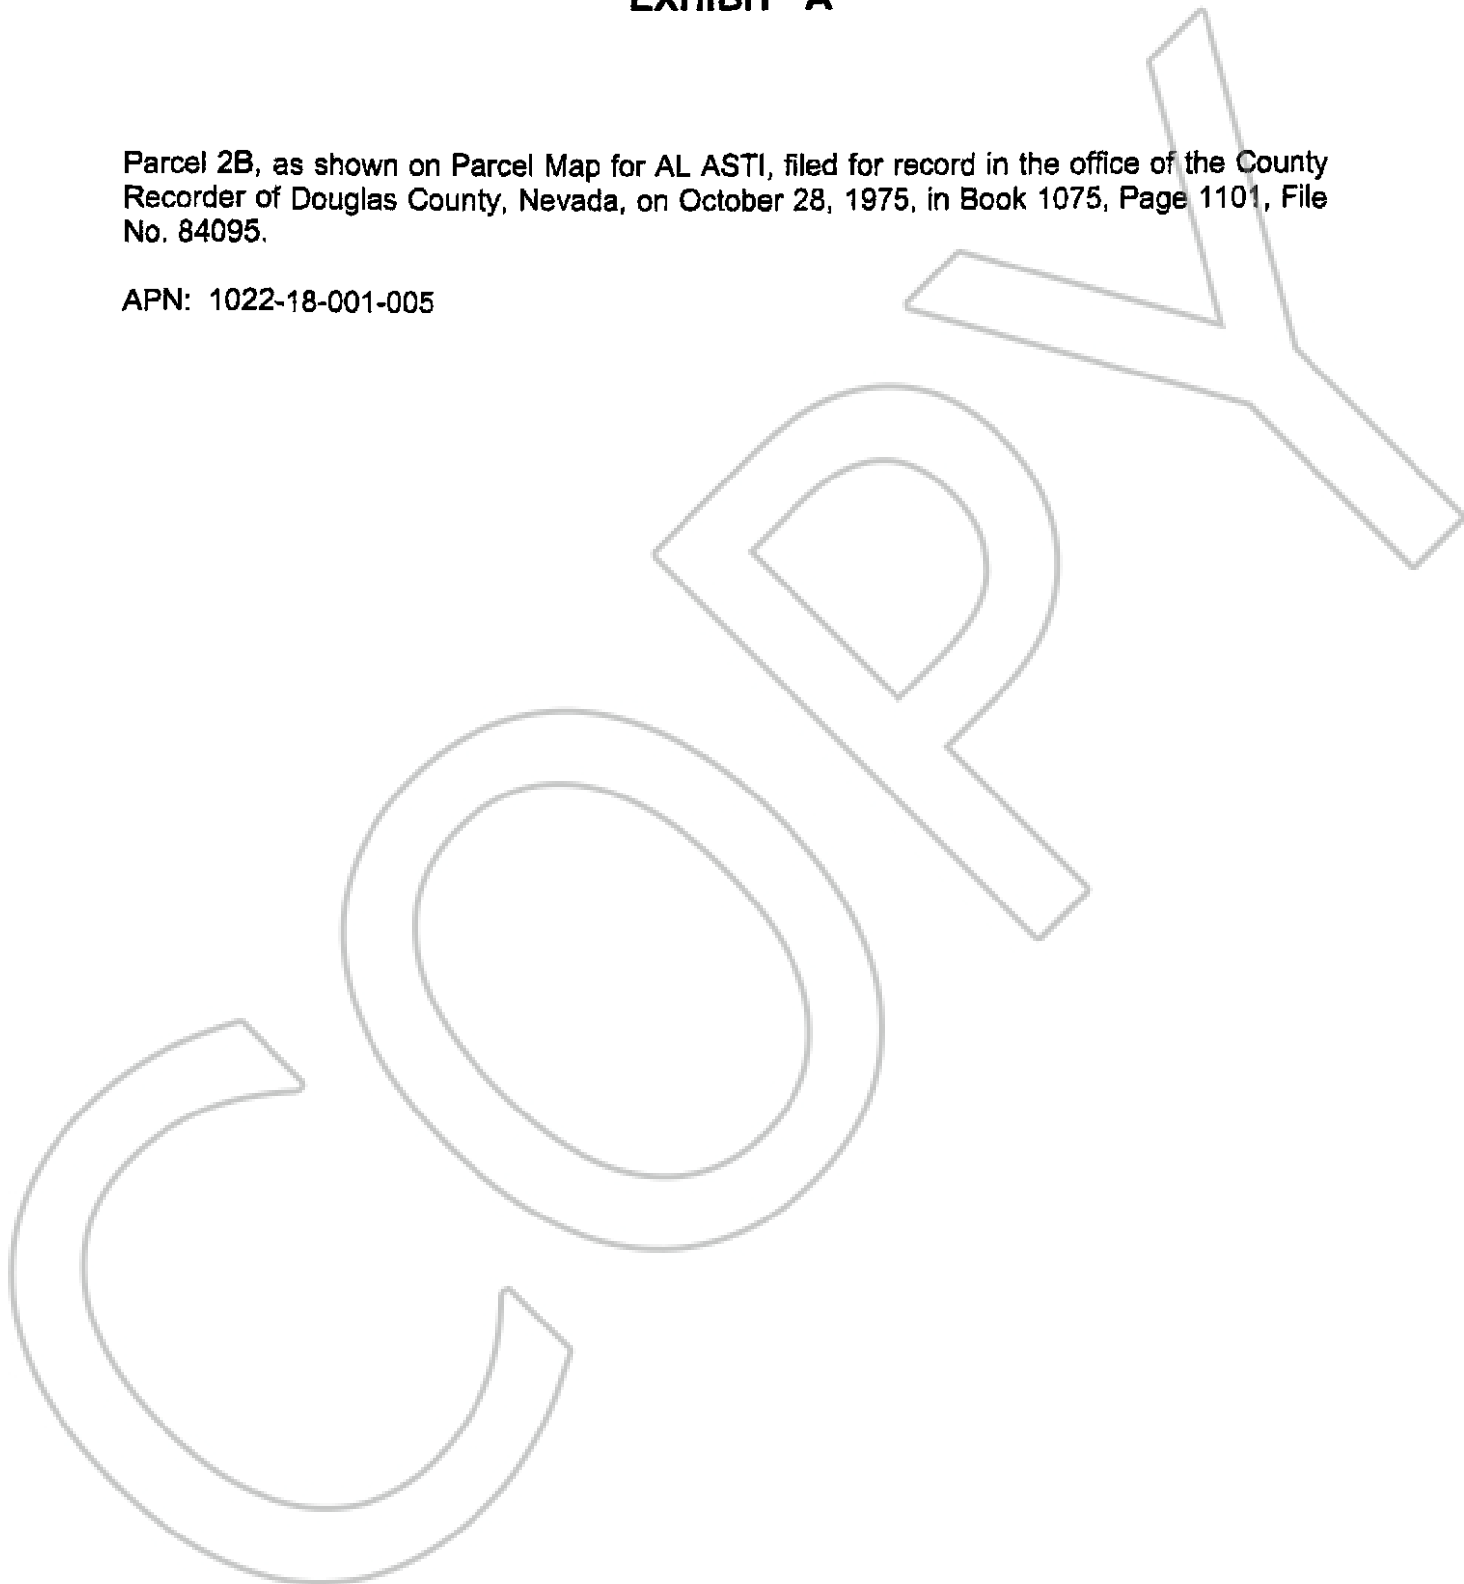 EXHIBIT "A"
Parcel 2B, as shown on Parcel Map for AL ASTI, filed for record in the office of the County
Recorder of Douglas County, Nevada, on October 28, 1975, in Book 1075, Page 1101, File
No. 84095.
APN: 1022-18-001-005
COPY